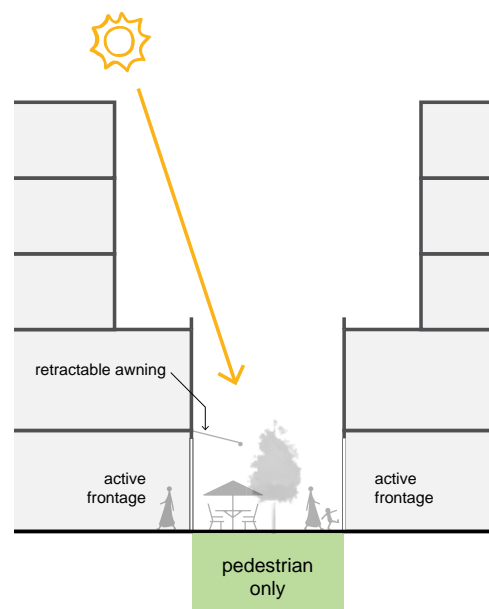 retractable awning
active
frontage
active
frontage
pedestrian
only